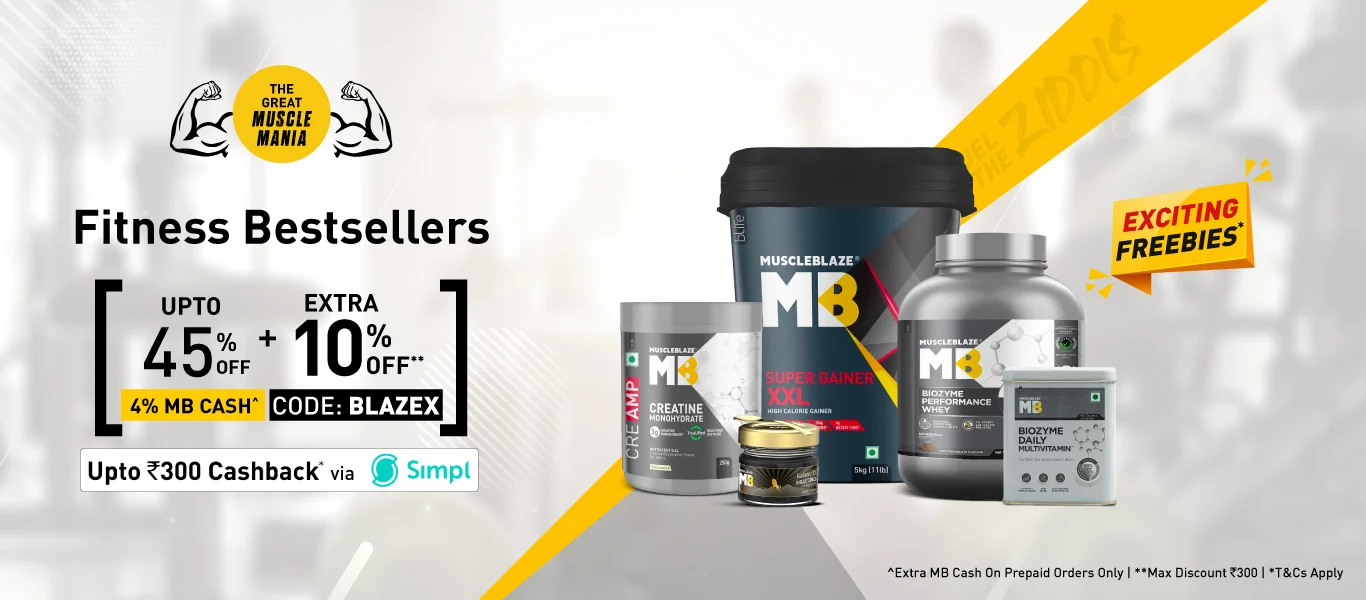 THE
GREAT
MUSCLE
MANIA
Fitness Bestsellers
UPTO
45% OFF
+
EXTRA
10% OFF**
4% MB CASH^
CODE: BLAZEX
Upto ₹300 Cashback* via Simpl
THE ZIDDIS
EXCITING
FREEBIES*
MUSCLEBLAZE®
MB
SUPER GAINER
XXL
HIGH CALORIE GAINER
5kg (11lb)
MUSCLEBLAZE
MB
CREAMP
CREATINE
MONOHYDRATE
250g
MB
MUSCLEBLAZE
MB
BIOZYME
PERFORMANCE
WHEY
MUSCLEBLAZE
MB
BIOZYME
DAILY
MULTIVITAMIN
^Extra MB Cash On Prepaid Orders Only | **Max Discount ₹300 | *T&Cs Apply